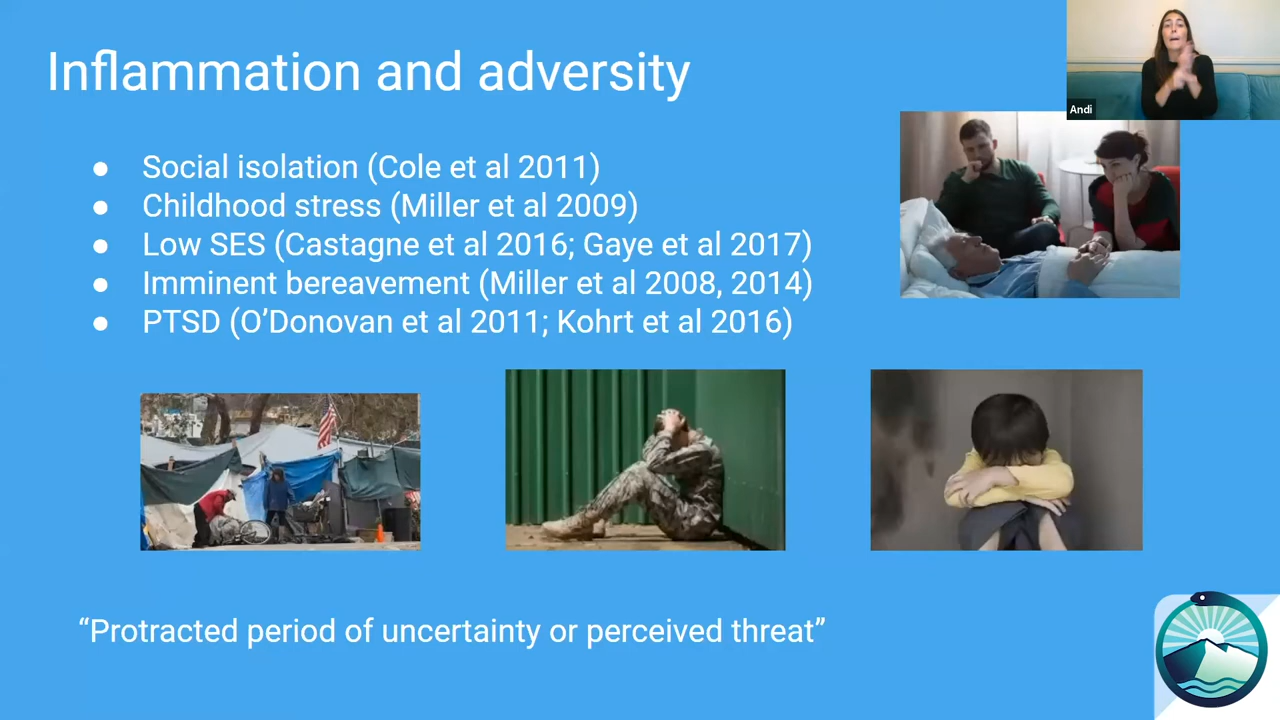 Inflammation and adversity
Andi
● Social isolation (Cole et al 2011)
● Childhood stress (Miller et al 2009)
● Low SES (Castagne et al 2016; Gaye et al 2017)
● Imminent bereavement (Miller et al 2008, 2014)
● PTSD (O’Donovan et al 2011; Kohrt et al 2016)
“Protracted period of uncertainty or perceived threat”